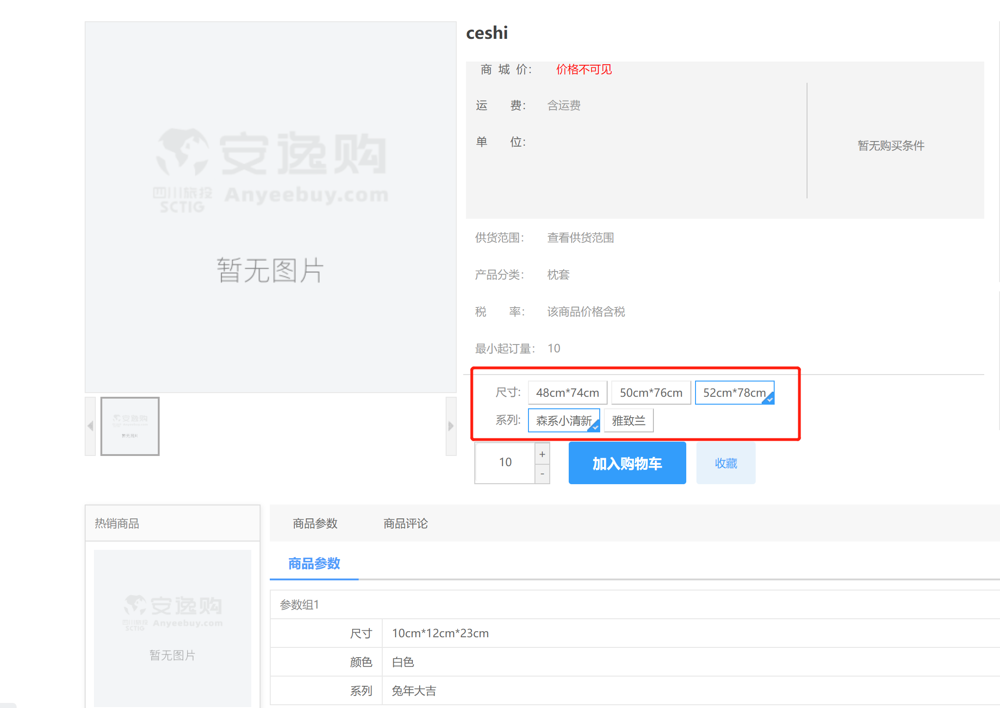 ceshi
商 城 价： 价格不可见
运 费： 含运费
单 位：
暂无购买条件
安逸购
四川旅投 Anyeebuy.com
SCTIG
暂无图片
供货范围： 查看供货范围
产品分类： 枕套
税 率： 该商品价格含税
最小起订量： 10
尺寸: 48cm*74cm 50cm*76cm 52cm*78cm
系列: 森系小清新 雅致兰
安逸购
暂无图片
10 + -
加入购物车 收藏
热销商品
商品参数 商品评论
商品参数
安逸购
四川旅投 Anyeebuy.com
SCTIG
暂无图片
参数组1
尺寸 10cm*12cm*23cm
颜色 白色
系列 兔年大吉